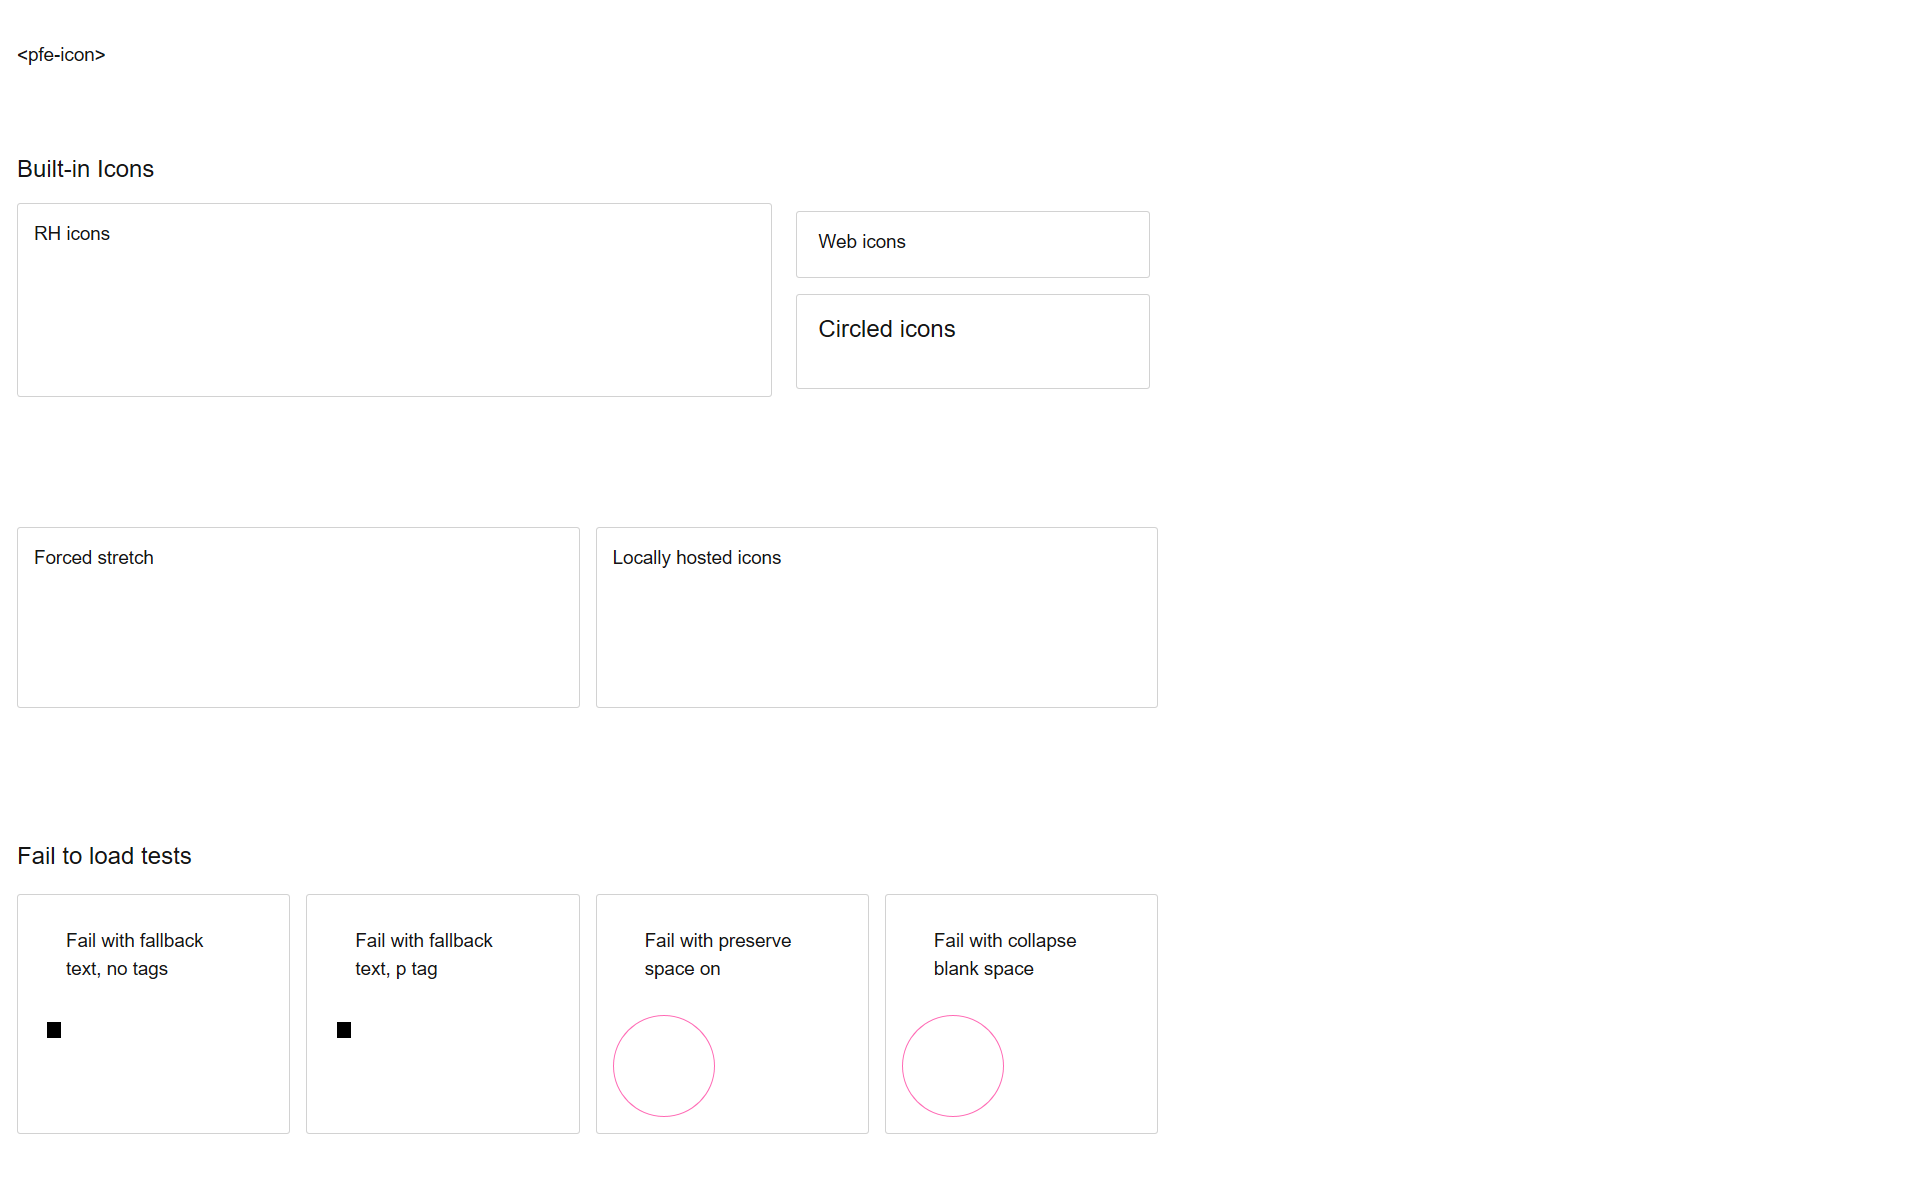 <pfe-icon>
Built-in Icons
RH icons
Web icons
Circled icons
Forced stretch
Locally hosted icons
Fail to load tests
Fail with fallback
text, no tags
Fail with fallback
text, p tag
Fail with preserve
space on
Fail with collapse
blank space